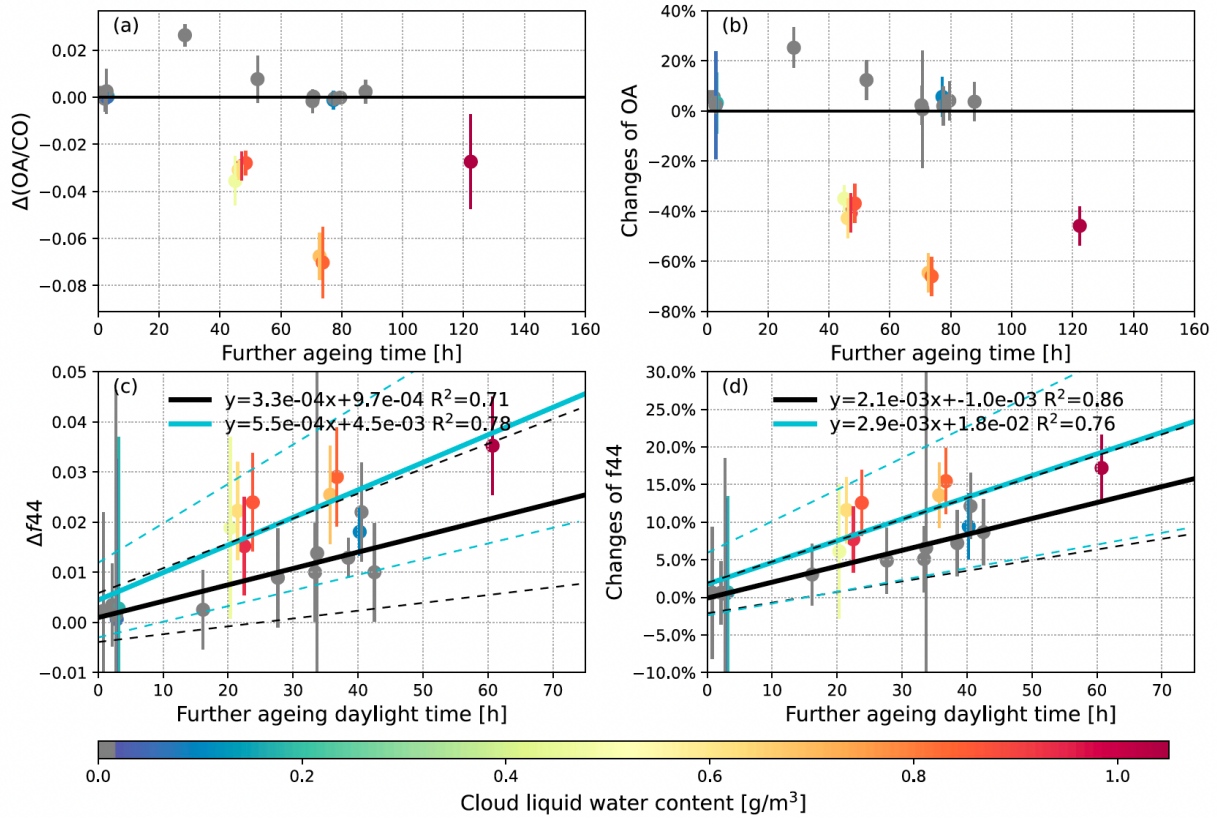 (a)
0.02
0.00
−0.02
−0.04
−0.06
−0.08
Δ(OA/CO)
0 20 40 60 80 100 120 140 160
Further ageing time [h]
(b)
40%
20%
0%
−20%
−40%
−60%
−80%
Changes of OA
0 20 40 60 80 100 120 140 160
Further ageing time [h]
(c)
y=3.3e-04x+9.7e-04 R²=0.71
y=5.5e-04x+4.5e-03 R²=0.78
0.05
0.04
0.03
0.02
0.01
0.00
−0.01
Δf44
0 10 20 30 40 50 60 70
Further ageing daylight time [h]
(d)
y=2.1e-03x+-1.0e-03 R²=0.86
y=2.9e-03x+1.8e-02 R²=0.76
30.0%
25.0%
20.0%
15.0%
10.0%
5.0%
0.0%
−5.0%
−10.0%
Changes of f44
0 10 20 30 40 50 60 70
Further ageing daylight time [h]
0.0 0.2 0.4 0.6 0.8 1.0
Cloud liquid water content [g/m³]